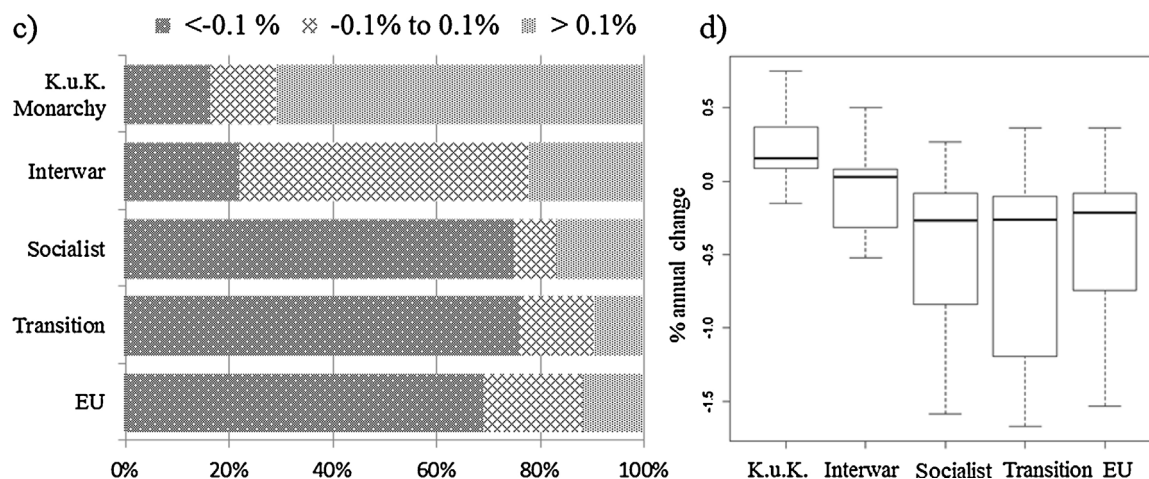 c)
<-0.1 % -0.1% to 0.1% > 0.1%
K.u.K.
Monarchy
Interwar
Socialist
Transition
EU
0% 20% 40% 60% 80% 100%
d)
% annual change
0.5
0.0
-0.5
-1.0
-1.5
K.u.K. Interwar Socialist Transition EU